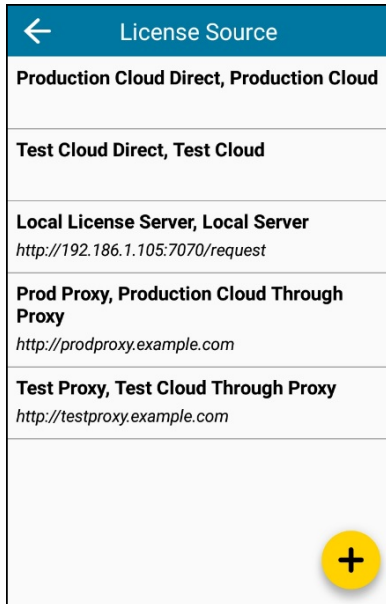 License Source
Production Cloud Direct, Production Cloud
Test Cloud Direct, Test Cloud
Local License Server, Local Server
http://192.186.1.105:7070/request
Prod Proxy, Production Cloud Through
Proxy
http://prodproxy.example.com
Test Proxy, Test Cloud Through Proxy
http://testproxy.example.com